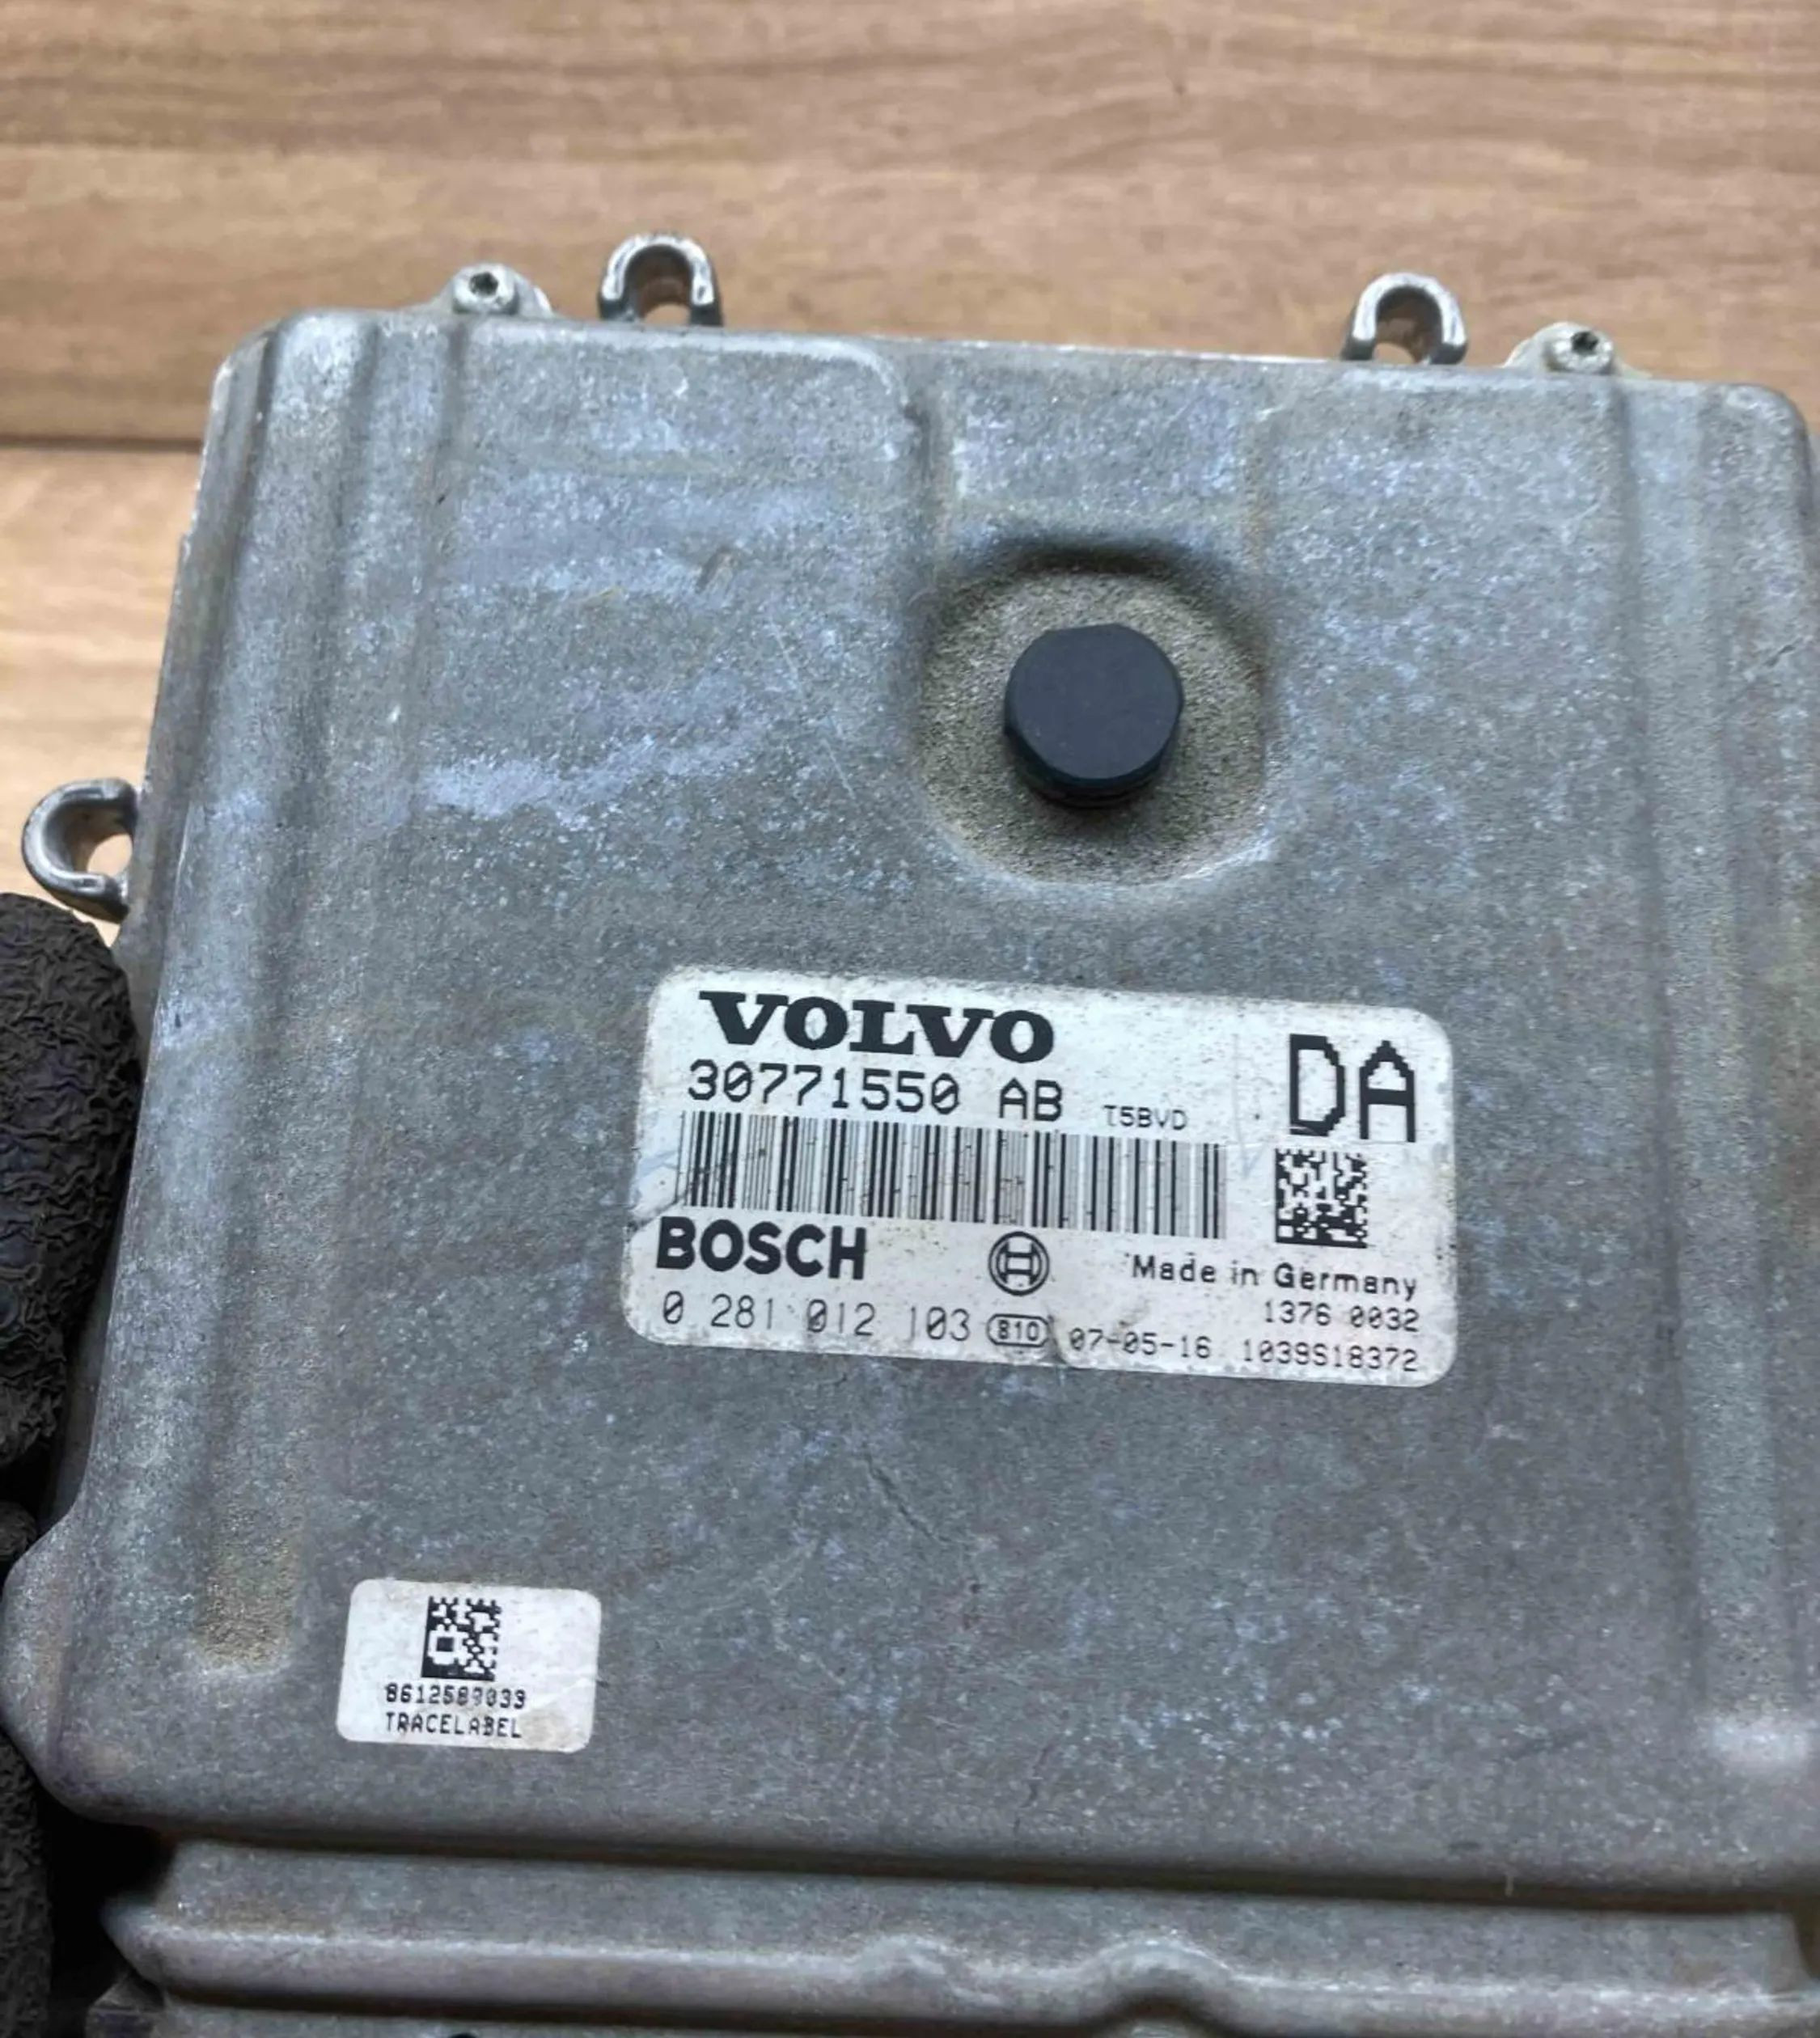 VOLVO
30771550 AB T5BVD
DA
BOSCH
Made in Germany
1376 0032
0 281 012 103 810 07-05-16 1039S18372
8612589039
TRACELABEL